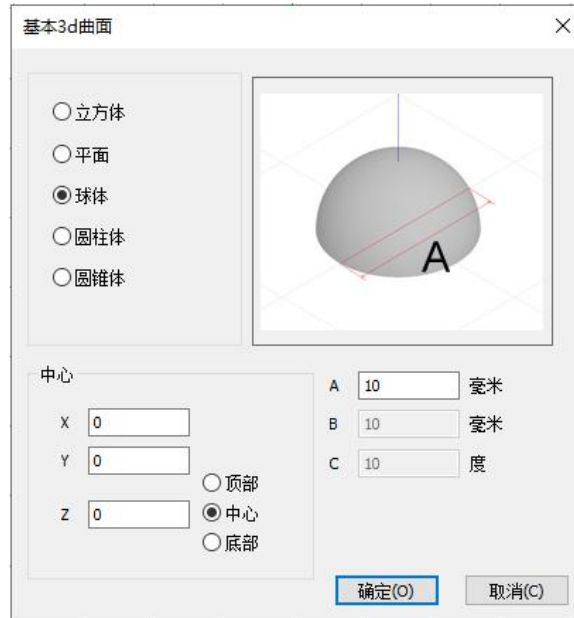 基本3d曲面
立方体
平面
球体
圆柱体
圆锥体
A
中心
X 0
Y 0
Z 0
顶部
中心
底部
A 10 毫米
B 10 毫米
C 10 度
确定(O) 取消(C)